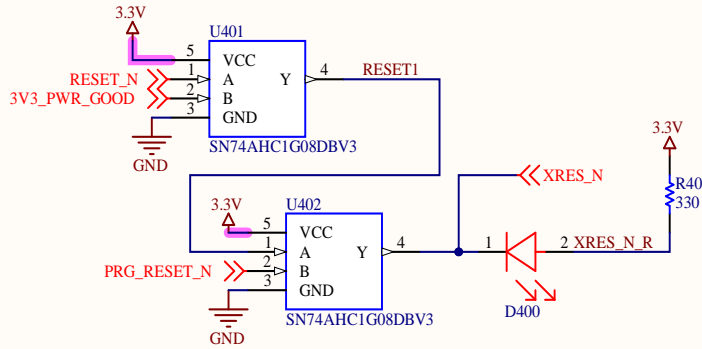 3.3V
U401
5 VCC
RESET_N 1 A Y 4 RESET1
3V3_PWR_GOOD 2 B
3 GND
GND
SN74AHC1G08DBV3
3.3V
XRES_N
R40
330
3.3V
U402
5 VCC
1 A Y 4 1 2 XRES_N_R
PRG_RESET_N 2 B
3 GND
D400
GND
SN74AHC1G08DBV3